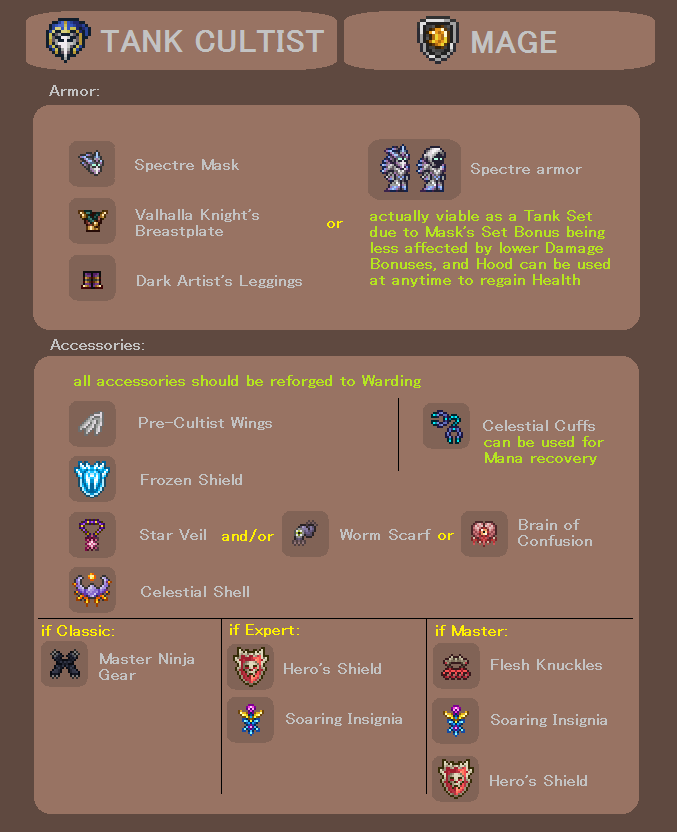 TANK CULTIST
MAGE
Armor:
Spectre Mask
Valhalla Knight's
Breastplate
Dark Artist's Leggings
or
Spectre armor
actually viable as a Tank Set
due to Mask's Set Bonus being
less affected by lower Damage
Bonuses, and Hood can be used
at anytime to regain Health
Accessories:
all accessories should be reforged to Warding
Pre-Cultist Wings
Celestial Cuffs
can be used for
Mana recovery
Frozen Shield
Star Veil and/or Worm Scarf or Brain of
Confusion
Celestial Shell
if Classic:
Master Ninja
Gear
if Expert:
Hero's Shield
Soaring Insignia
if Master:
Flesh Knuckles
Soaring Insignia
Hero's Shield